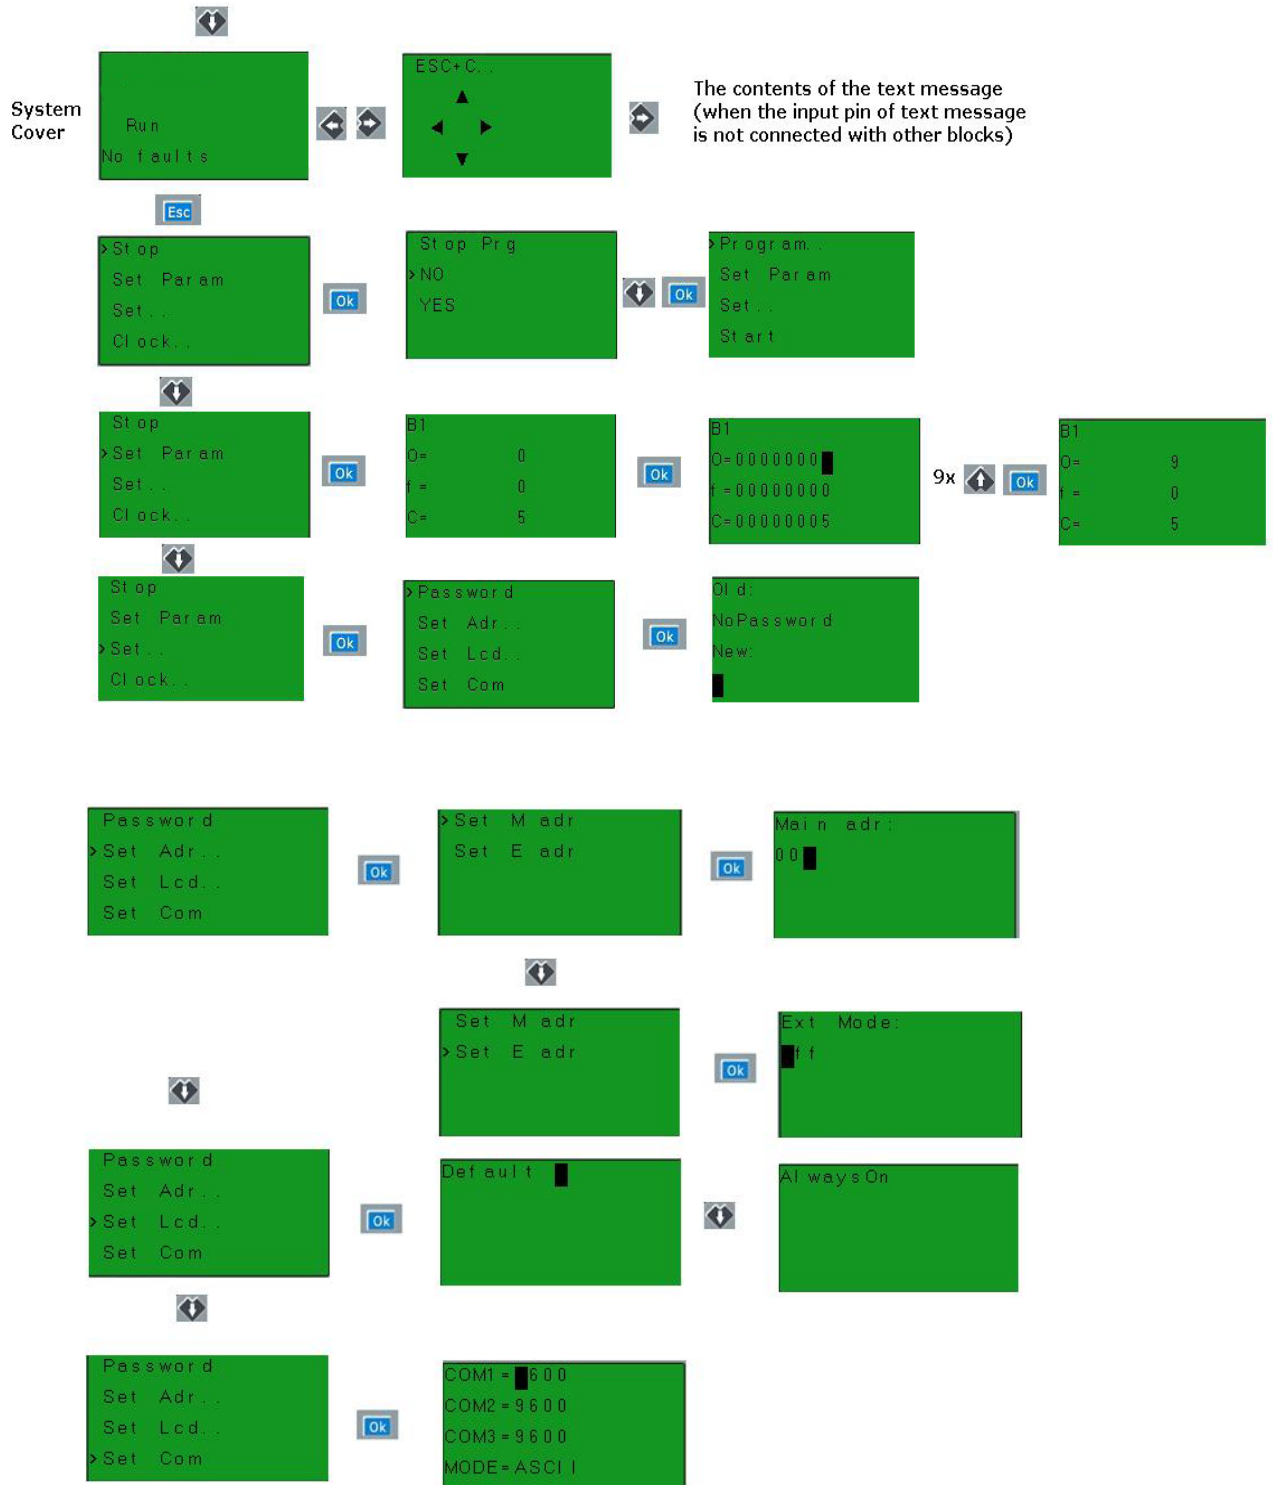 System
Cover
Run
No faults
ESC+C..
The contents of the text message
(when the input pin of text message
is not connected with other blocks)
Esc
>Stop
Set Param
Set..
Clock..
Ok
Stop Prg
>NO
YES
Ok
>Program..
Set Param
Set..
Start
Stop
>Set Param
Set..
Clock..
Ok
B1
O= 0
f = 0
C= 5
Ok
B1
O=0000000
f =00000000
C=00000005
9x
Ok
B1
O= 9
f = 0
C= 5
Stop
Set Param
>Set..
Clock..
Ok
>Password
Set Adr..
Set Lcd..
Set Com
Ok
Old:
NoPassword
New:
Password
>Set Adr..
Set Lcd..
Set Com
Ok
>Set M adr
Set E adr
Ok
Main adr:
00
Set M adr
>Set E adr
Ok
Ext Mode:
ff
Password
Set Adr..
>Set Lcd..
Set Com
Ok
Default
AlwaysOn
Password
Set Adr..
Set Lcd..
>Set Com
Ok
COM1= 600
COM2=9600
COM3=9600
MODE=ASCII